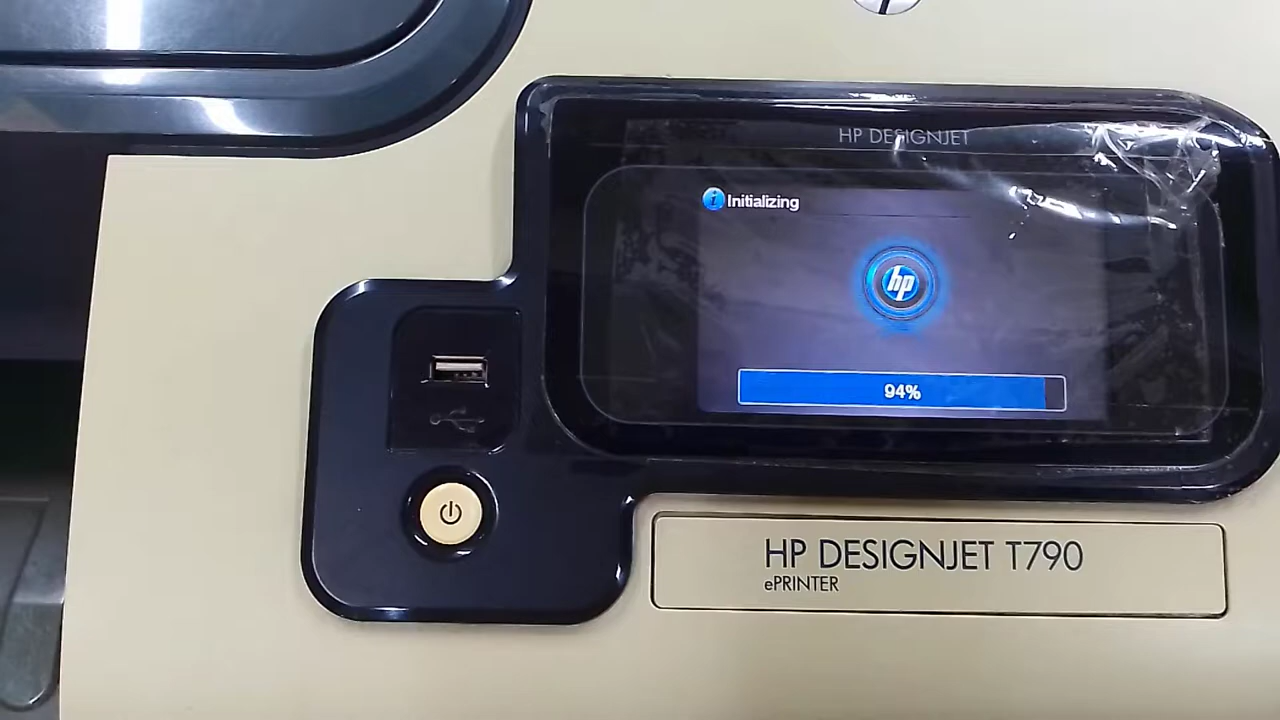 HP DESIGNJET
i Initializing
hp
94%
HP DESIGNJET T790
ePRINTER